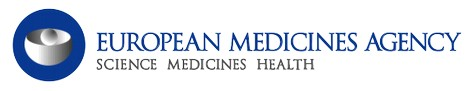 EUROPEAN MEDICINES AGENCY
SCIENCE MEDICINES HEALTH